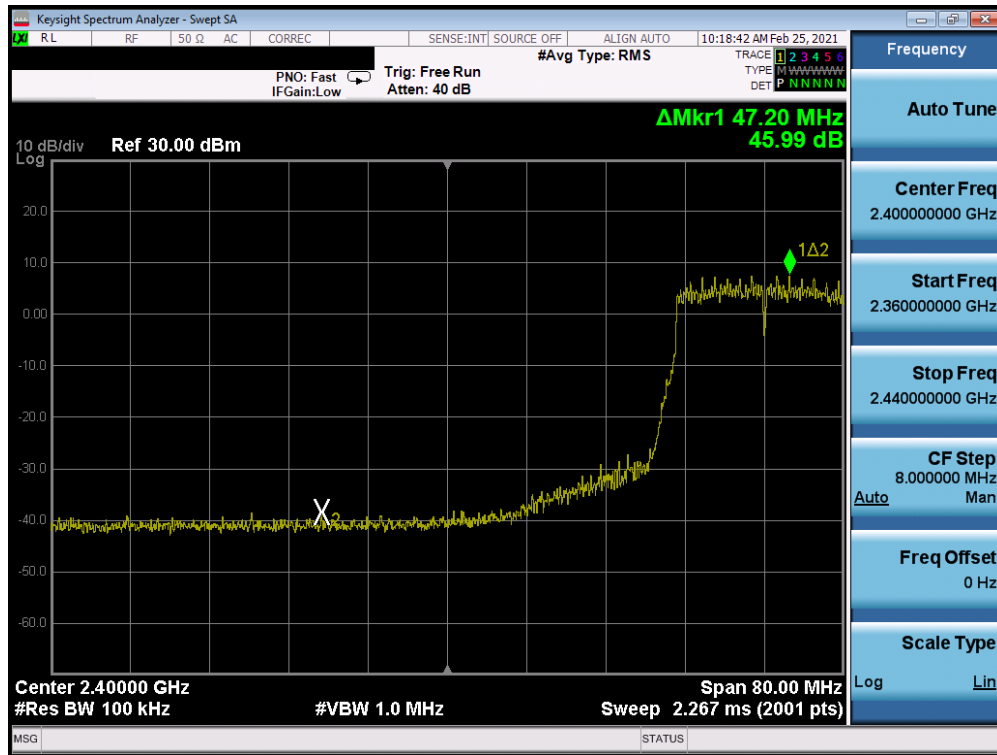 Keysight Spectrum Analyzer - Swept SA
LXI RL RF 50 Ω AC CORREC SENSE:INT SOURCE OFF ALIGN AUTO 10:18:42 AM Feb 25, 2021
#Avg Type: RMS
PNO: Fast
IFGain:Low
Trig: Free Run
Atten: 40 dB
TRACE 1 2 3 4 5 6
TYPE M W W W W W
DET P N N N N N
ΔMkr1 47.20 MHz
45.99 dB
10 dB/div
Log
Ref 30.00 dBm
20.0
10.0
0.00
-10.0
-20.0
-30.0
-40.0
-50.0
-60.0
1Δ2
X2
Center 2.40000 GHz
#Res BW 100 kHz
#VBW 1.0 MHz
Span 80.00 MHz
Sweep 2.267 ms (2001 pts)
MSG
STATUS
Frequency
Auto Tune
Center Freq
2.400000000 GHz
Start Freq
2.360000000 GHz
Stop Freq
2.440000000 GHz
CF Step
8.000000 MHz
Auto Man
Freq Offset
0 Hz
Scale Type
Log Lin